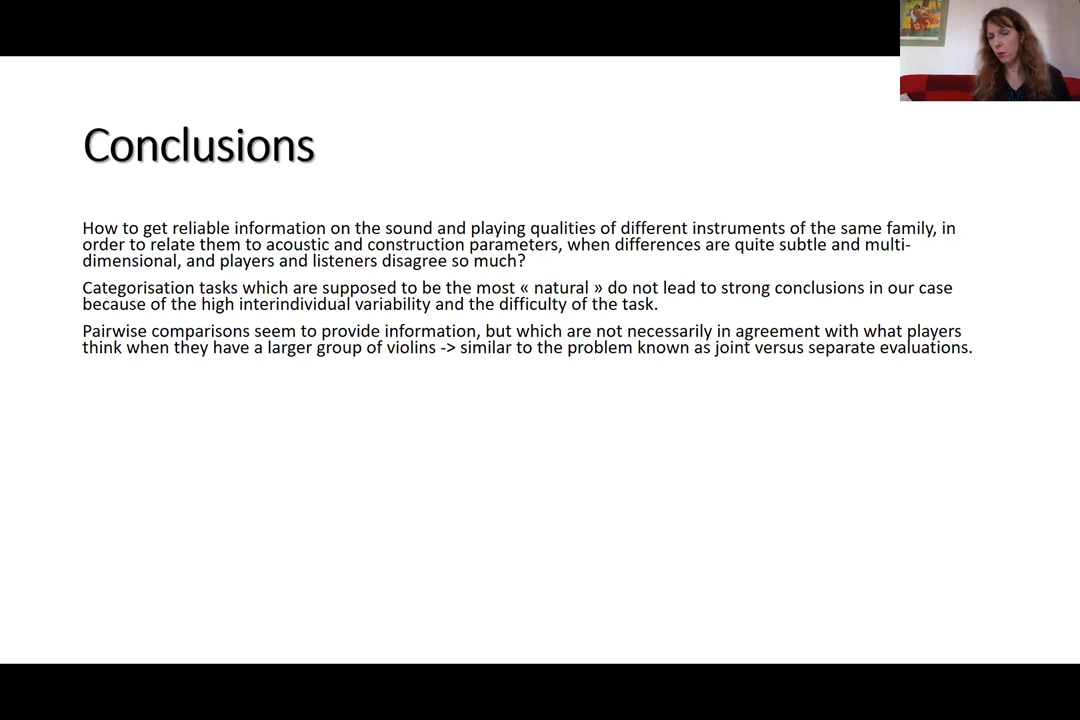 Conclusions
How to get reliable information on the sound and playing qualities of different instruments of the same family, in
order to relate them to acoustic and construction parameters, when differences are quite subtle and multi-
dimensional, and players and listeners disagree so much?
Categorisation tasks which are supposed to be the most « natural » do not lead to strong conclusions in our case
because of the high interindividual variability and the difficulty of the task.
Pairwise comparisons seem to provide information, but which are not necessarily in agreement with what players
think when they have a larger group of violins -> similar to the problem known as joint versus separate evaluations.